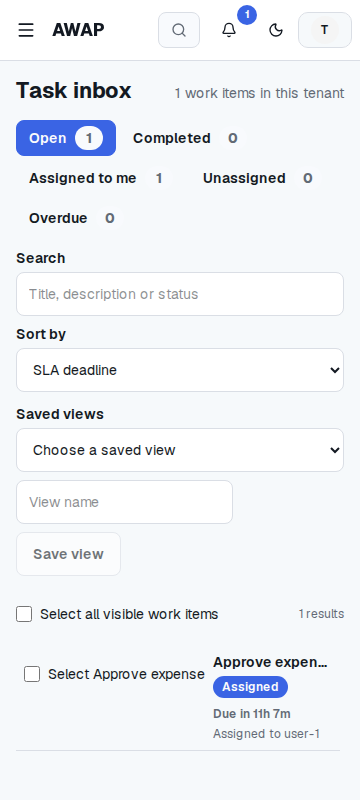 AWAP
1
T
Task inbox
1 work items in this tenant
Open 1
Completed 0
Assigned to me 1
Unassigned 0
Overdue 0
Search
Title, description or status
Sort by
SLA deadline
Saved views
Choose a saved view
View name
Save view
Select all visible work items
1 results
Select Approve expense
Approve expen...
Assigned
Due in 11h 7m
Assigned to user-1